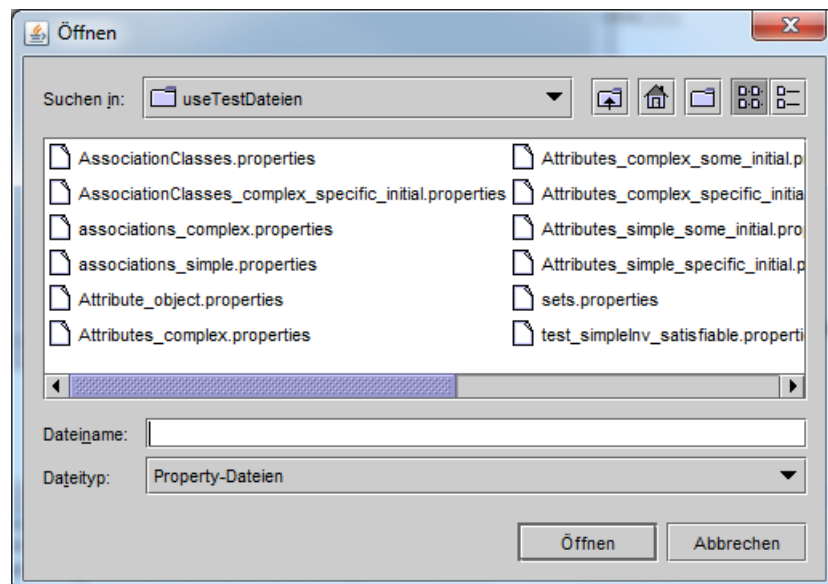 Öffnen
Suchen in: useTestDateien
AssociationClasses.properties
AssociationClasses_complex_specific_initial.properties
associations_complex.properties
associations_simple.properties
Attribute_object.properties
Attributes_complex.properties
Attributes_complex_some_initial.p
Attributes_complex_specific_initia
Attributes_simple_some_initial.pro
Attributes_simple_specific_initial.p
sets.properties
test_simpleInv_satisfiable.properti
Dateiname:
Dateityp: Property-Dateien
Öffnen Abbrechen